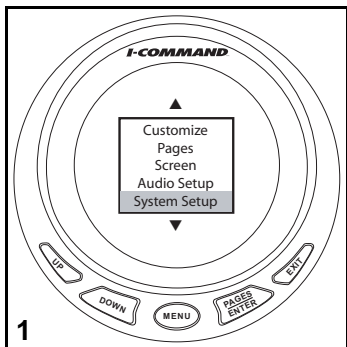 I-COMMAND
Customize
Pages
Screen
Audio Setup
System Setup
UP
DOWN
MENU
PAGES
ENTER
EXIT
1